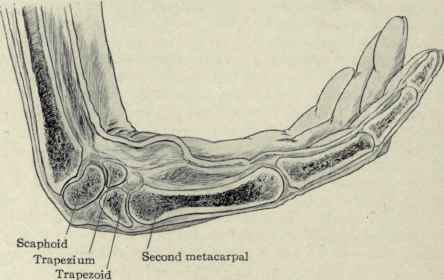 Scaphoid
Trapezium
Trapezoid
Second metacarpal